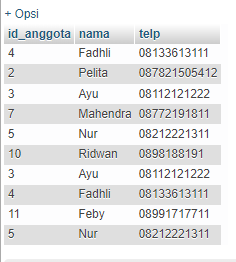 + Opsi
id_anggota nama telp
4 Fadhli 08133613111
2 Pelita 087821505412
3 Ayu 08112121222
7 Mahendra 08772191811
5 Nur 08212221311
10 Ridwan 0898188191
3 Ayu 08112121222
4 Fadhli 08133613111
11 Feby 08991717711
5 Nur 08212221311